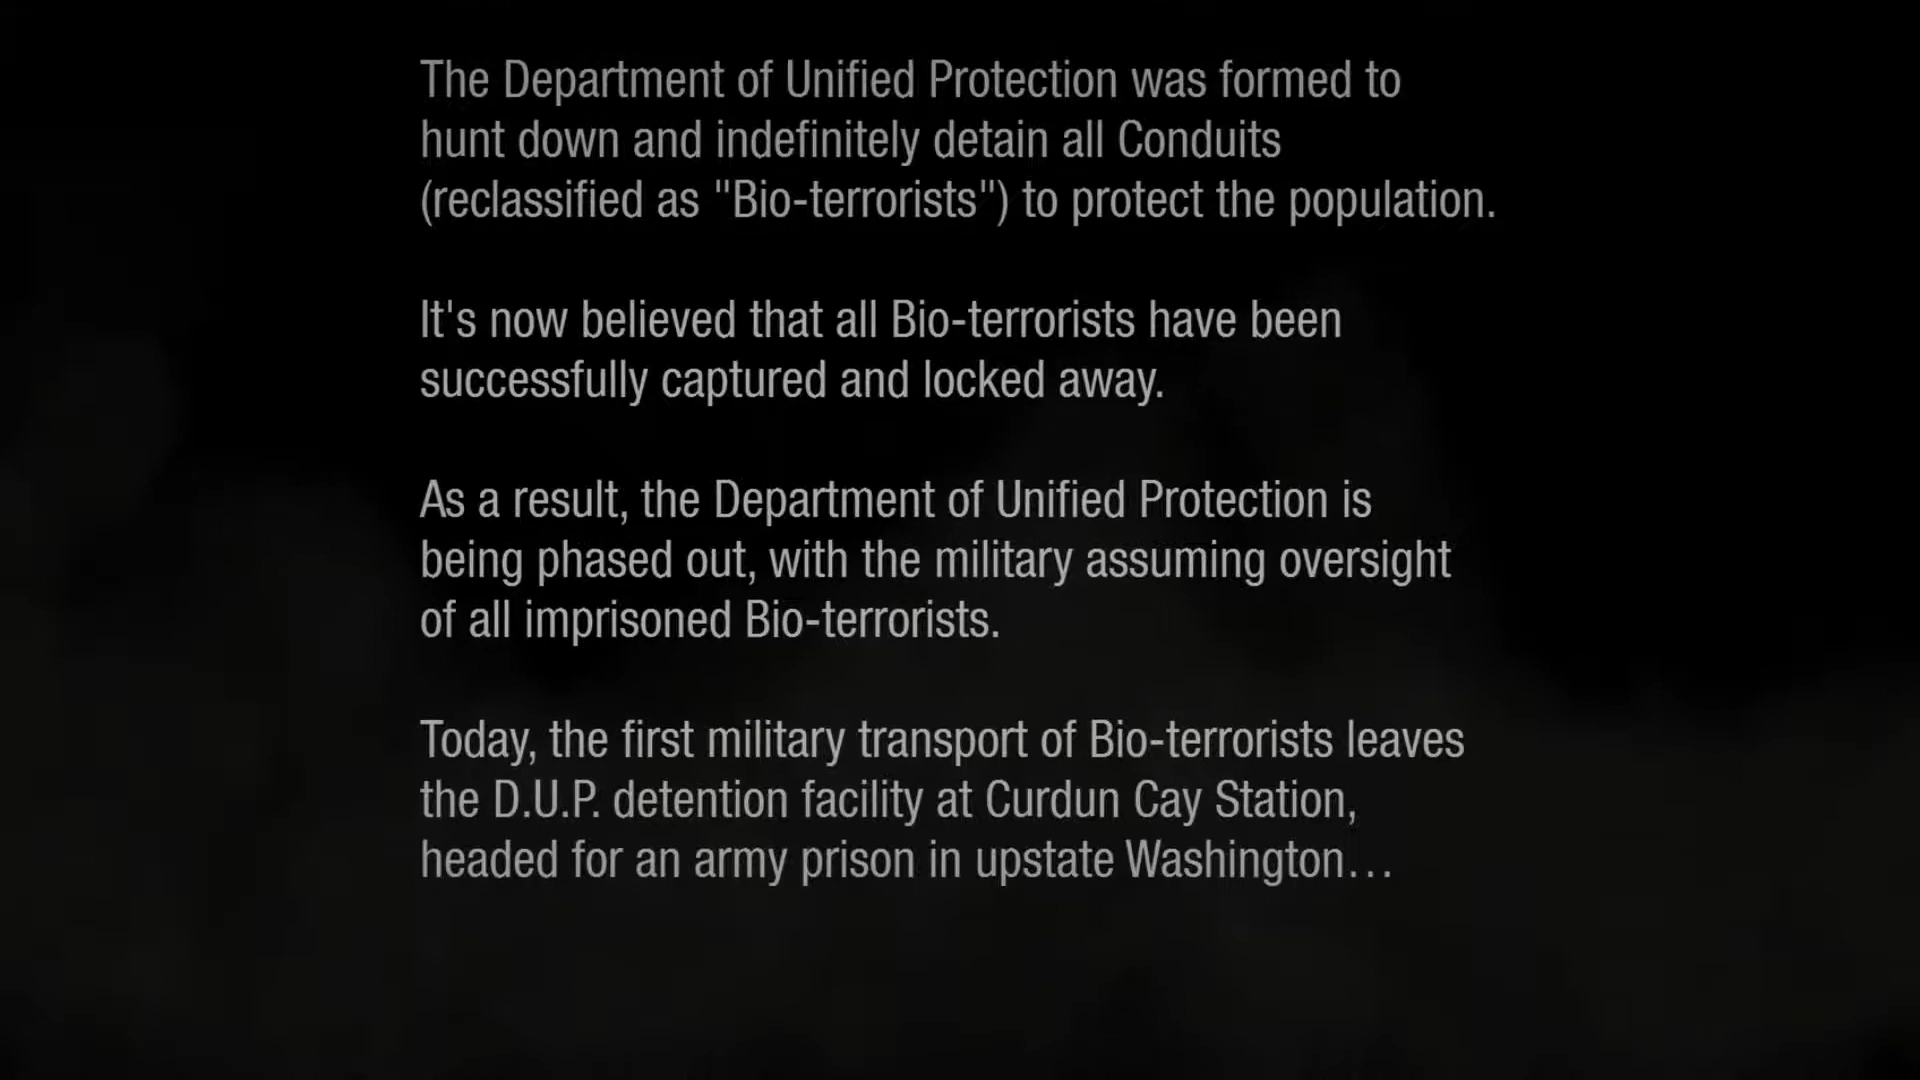 The Department of Unified Protection was formed to
hunt down and indefinitely detain all Conduits
(reclassified as "Bio-terrorists") to protect the population.
It's now believed that all Bio-terrorists have been
successfully captured and locked away.
As a result, the Department of Unified Protection is
being phased out, with the military assuming oversight
of all imprisoned Bio-terrorists.
Today, the first military transport of Bio-terrorists leaves
the D.U.P. detention facility at Curdun Cay Station,
headed for an army prison in upstate Washington…